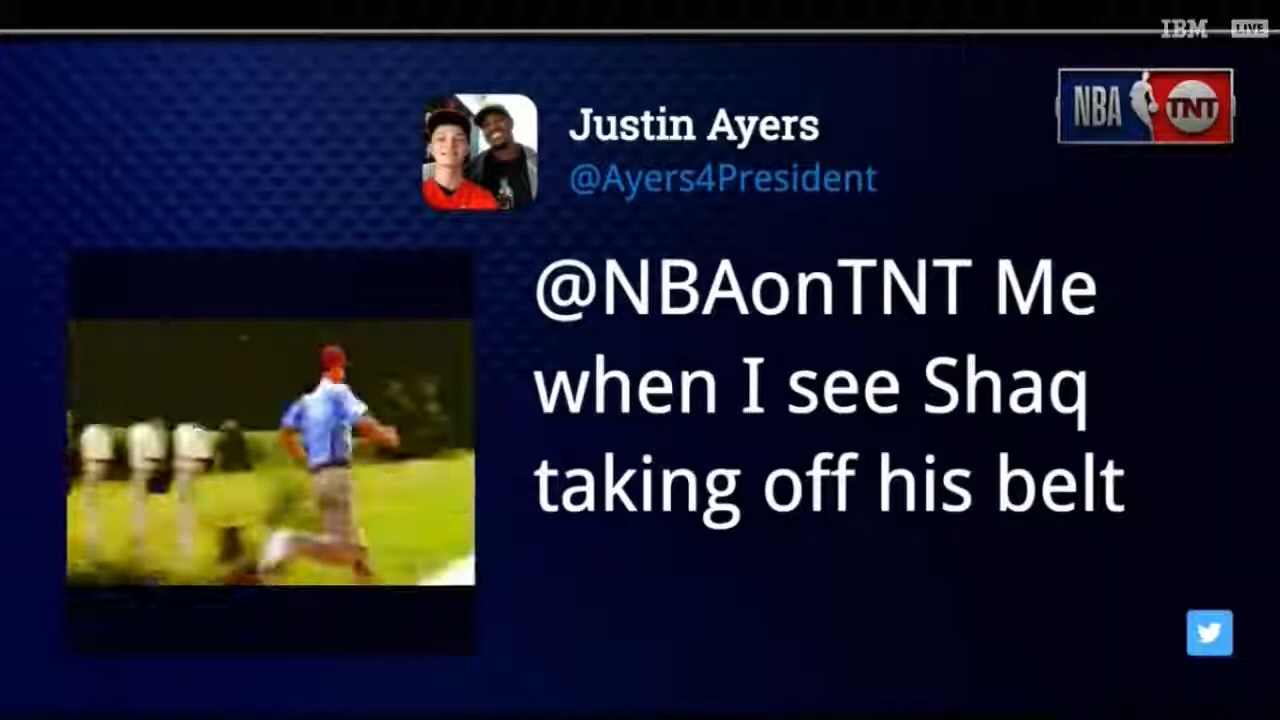 IBM LIVE
NBA TNT
Justin Ayers
@Ayers4President
@NBAonTNT Me
when I see Shaq
taking off his belt